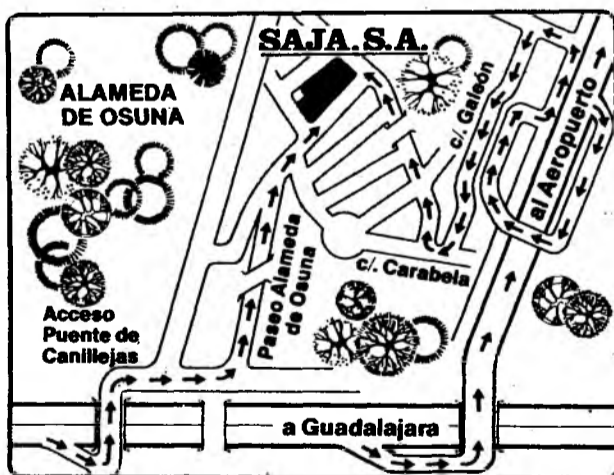 SAJA. S.A.
ALAMEDA
DE OSUNA
c/. Galeón
al Aeropuerto
Paseo Alameda
de Osuna
c/. Carabela
Acceso
Puente de
Canillejas
a Guadalajara